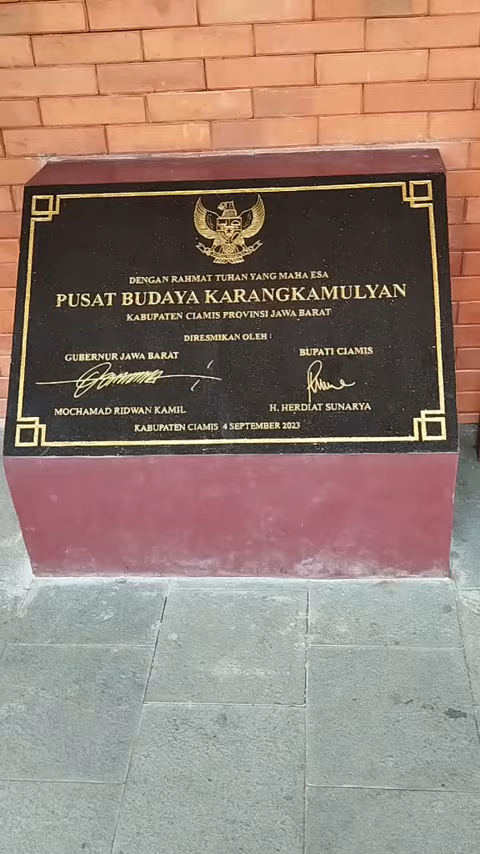 DENGAN RAHMAT TUHAN YANG MAHA ESA
PUSAT BUDAYA KARANGKAMULYAN
KABUPATEN CIAMIS PROVINSI JAWA BARAT
DIRESMIKAN OLEH :
GUBERNUR JAWA BARAT
BUPATI CIAMIS
MOCHAMAD RIDWAN KAMIL
H. HERDIAT SUNARYA
KABUPATEN CIAMIS 4 SEPTEMBER 2023